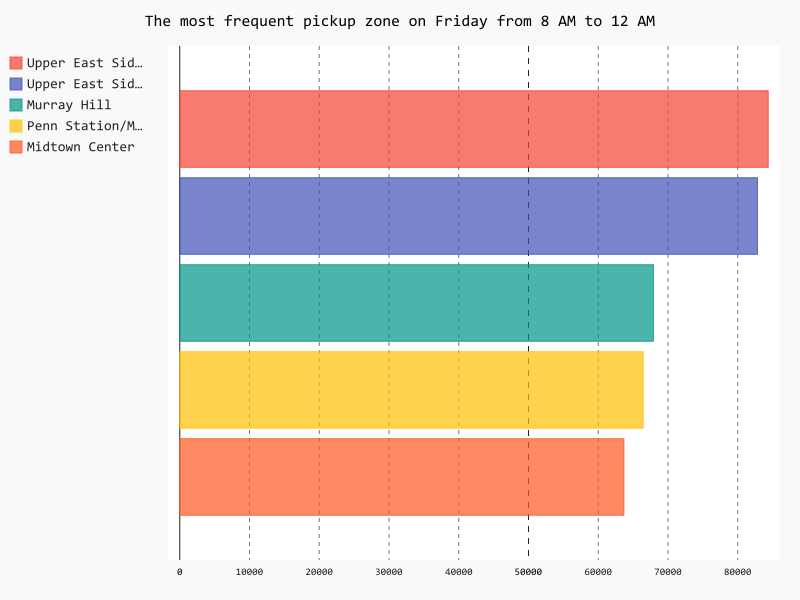 The most frequent pickup zone on Friday from 8 AM to 12 AM
Upper East Sid…
Upper East Sid…
Murray Hill
Penn Station/M…
Midtown Center
0 10000 20000 30000 40000 50000 60000 70000 80000